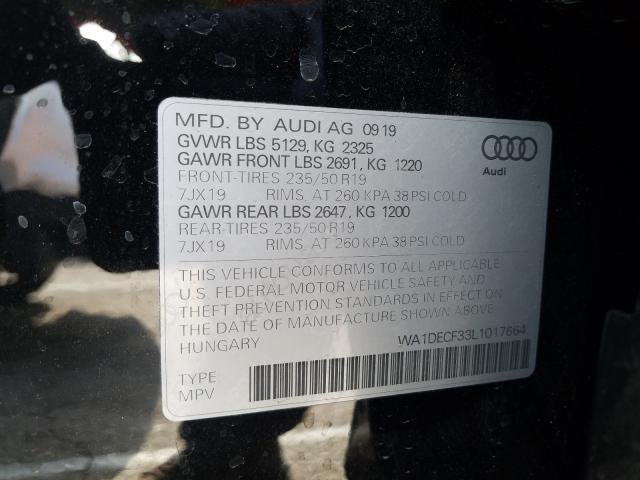 MFD. BY AUDI AG 0919
GVWR LBS 5129, KG 2325
GAWR FRONT LBS 2691, KG 1220
FRONT-TIRES 235/50 R19
7JX19 RIMS, AT 260 KPA 38 PSI COLD
GAWR REAR LBS 2647, KG 1200
REAR-TIRES 235/50 R19
7JX19 RIMS, AT 260 KPA 38 PSI COLD
Audi
THIS VEHICLE CONFORMS TO ALL APPLICABLE
U.S. FEDERAL MOTOR VEHICLE SAFETY AND
THEFT PREVENTION STANDARDS IN EFFECT ON
THE DATE OF MANUFACTURE SHOWN ABOVE.
HUNGARY WA1DECF33L1017664
TYPE
MPV